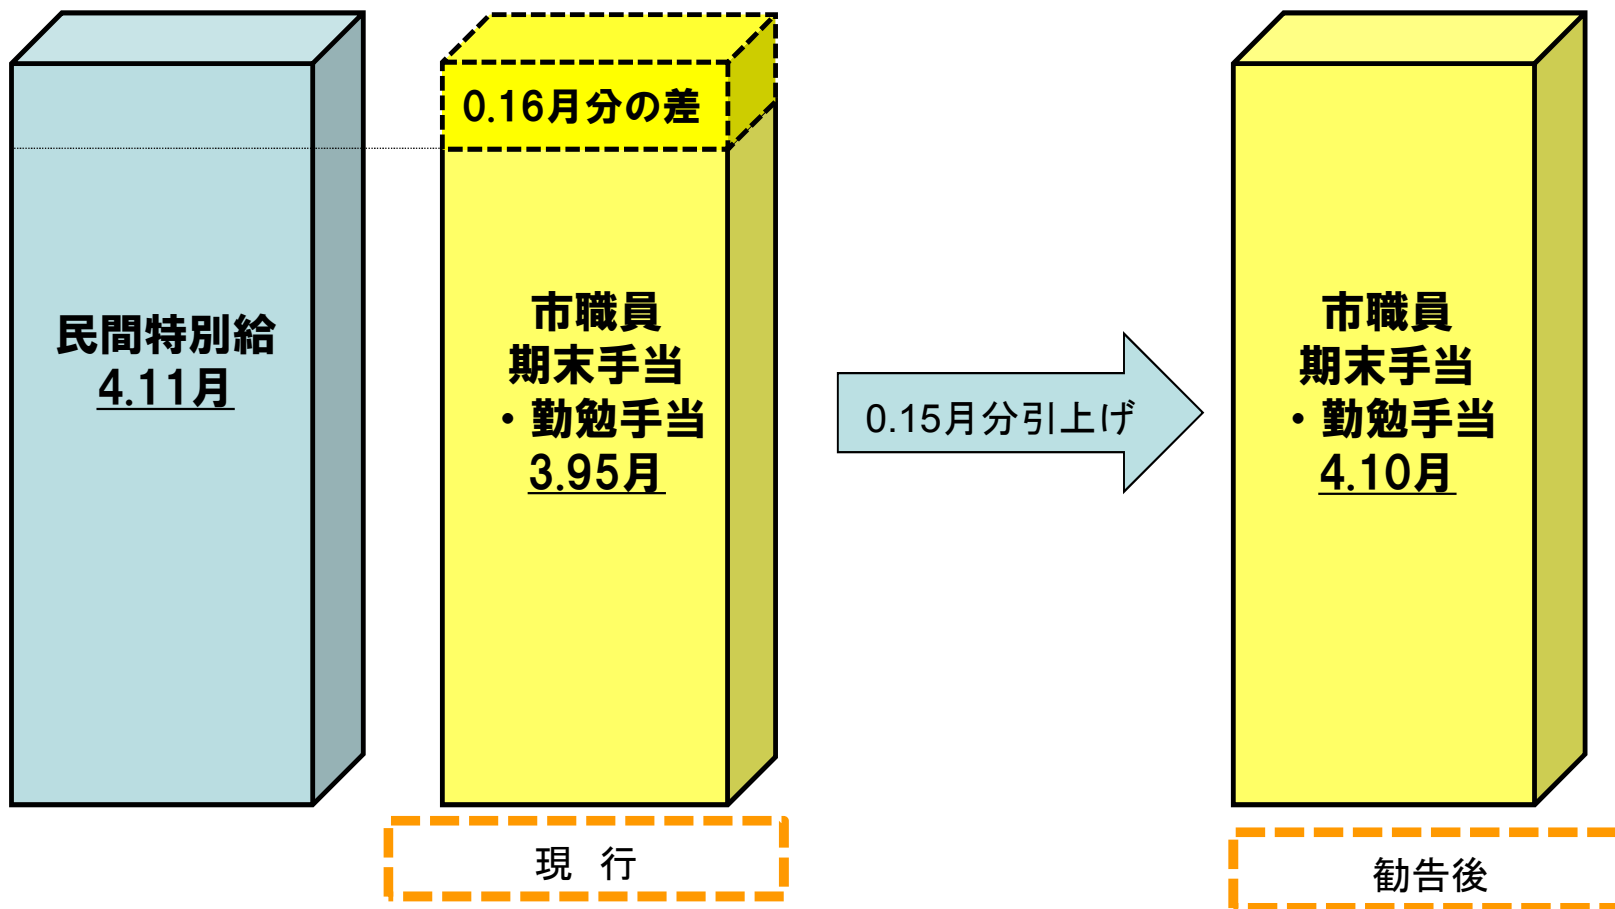 0.16月分の差
民間特別給
4.11月
市職員
期末手当
・勤勉手当
3.95月
0.15月分引上げ
市職員
期末手当
・勤勉手当
4.10月
現　行
勧告後